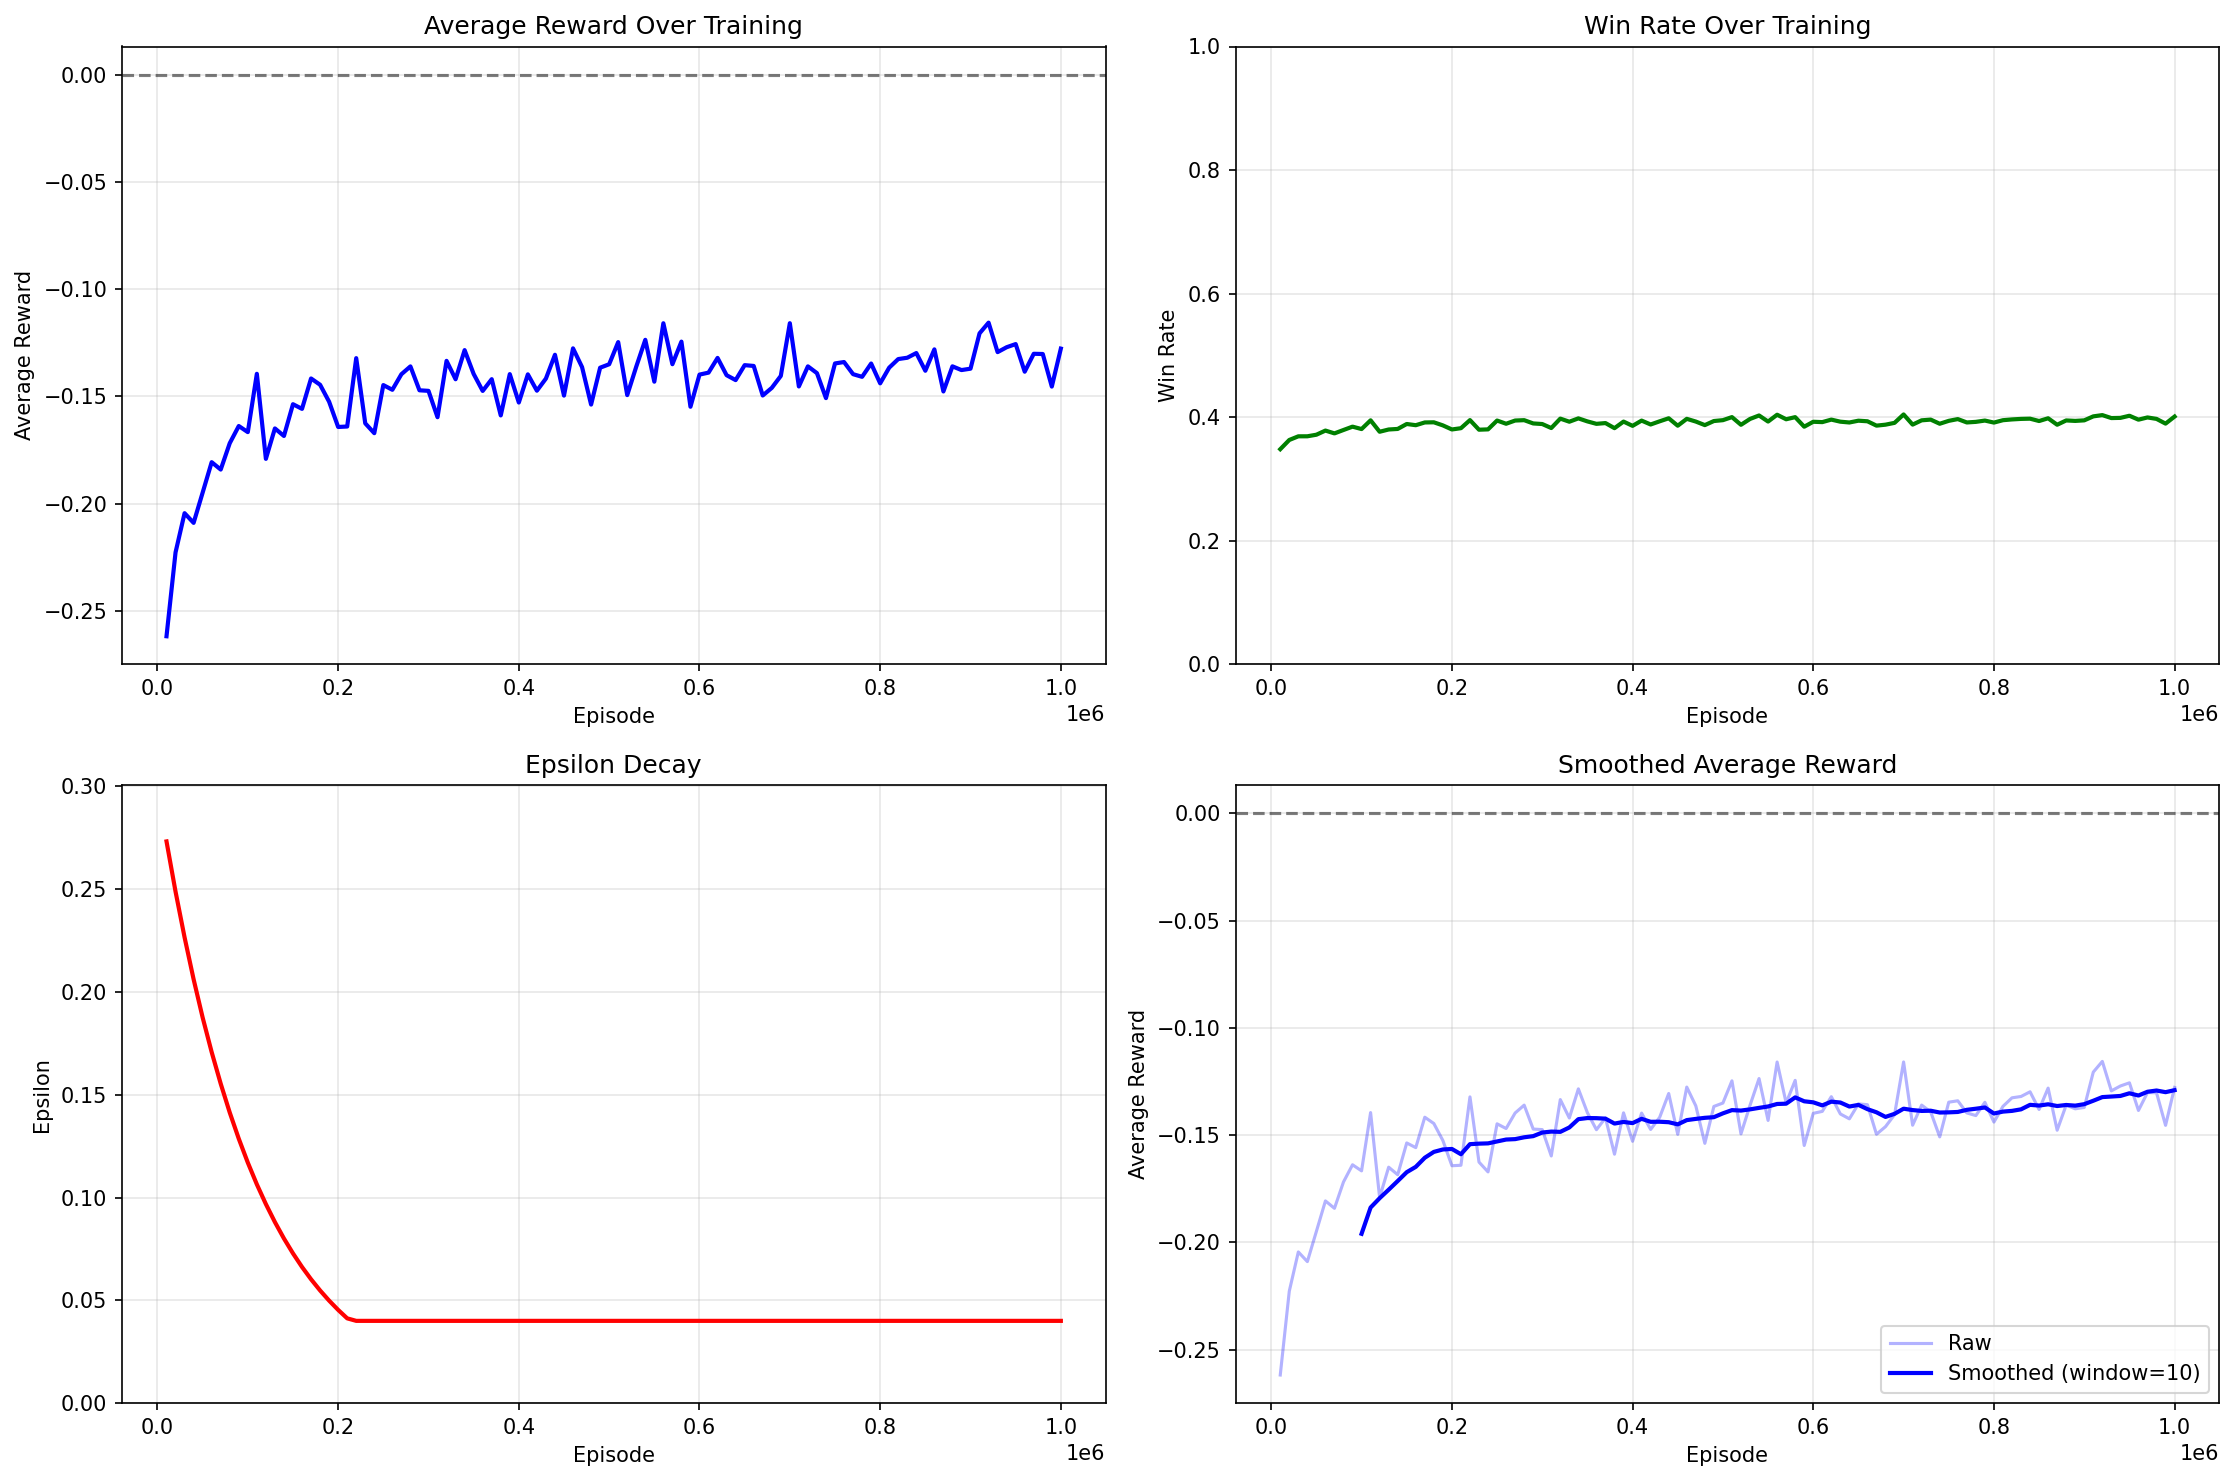 Average Reward Over Training
0.00
−0.05
−0.10
−0.15
−0.20
−0.25
Average Reward
0.0 0.2 0.4 0.6 0.8 1.0
1e6
Episode
Win Rate Over Training
1.0
0.8
0.6
0.4
0.2
0.0
Win Rate
0.0 0.2 0.4 0.6 0.8 1.0
1e6
Episode
Epsilon Decay
0.30
0.25
0.20
0.15
0.10
0.05
0.00
Epsilon
0.0 0.2 0.4 0.6 0.8 1.0
1e6
Episode
Smoothed Average Reward
0.00
−0.05
−0.10
−0.15
−0.20
−0.25
Average Reward
Raw
Smoothed (window=10)
0.0 0.2 0.4 0.6 0.8 1.0
1e6
Episode